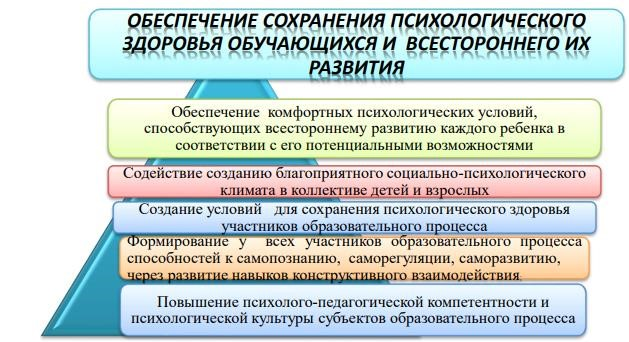 ОБЕСПЕЧЕНИЕ СОХРАНЕНИЯ ПСИХОЛОГИЧЕСКОГО
ЗДОРОВЬЯ ОБУЧАЮЩИХСЯ И ВСЕСТОРОННЕГО ИХ
РАЗВИТИЯ
Обеспечение комфортных психологических условий,
способствующих всестороннему развитию каждого ребенка в
соответствии с его потенциальными возможностями
Содействие созданию благоприятного социально-психологического
климата в коллективе детей и взрослых
Создание условий для сохранения психологического здоровья
участников образовательного процесса
Формирование у всех участников образовательного процесса
способностей к самопознанию, саморегуляции, саморазвитию,
через развитие навыков конструктивного взаимодействия;
Повышение психолого-педагогической компетентности и
психологической культуры субъектов образовательного процесса